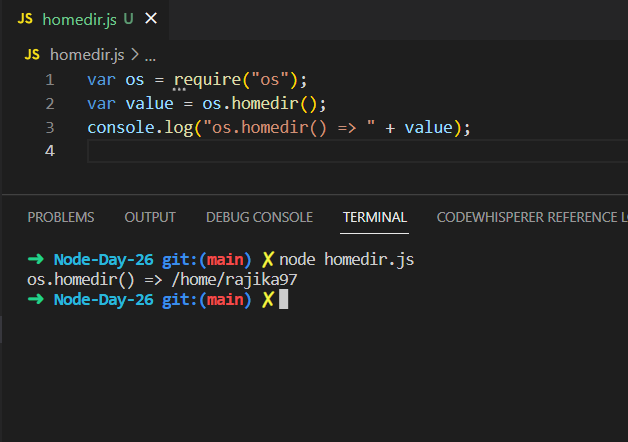 JS homedir.js U ✕
JS homedir.js > ...
1 var os = require("os");
2 var value = os.homedir();
3 console.log("os.homedir() => " + value);
4
PROBLEMS OUTPUT DEBUG CONSOLE TERMINAL CODEWHISPERER REFERENCE L
➜ Node-Day-26 git:(main) ✗ node homedir.js
os.homedir() => /home/rajika97
➜ Node-Day-26 git:(main) ✗